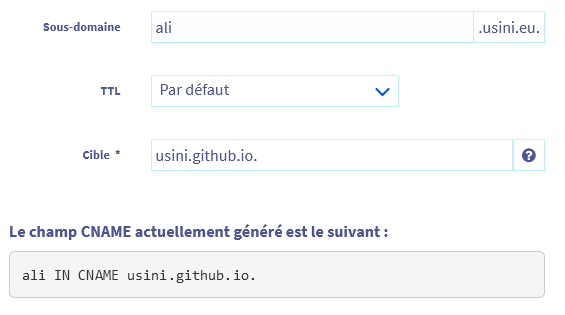 Sous-domaine ali .usini.eu.
TTL Par défaut
Cible * usini.github.io. ?
Le champ CNAME actuellement généré est le suivant :
ali IN CNAME usini.github.io.